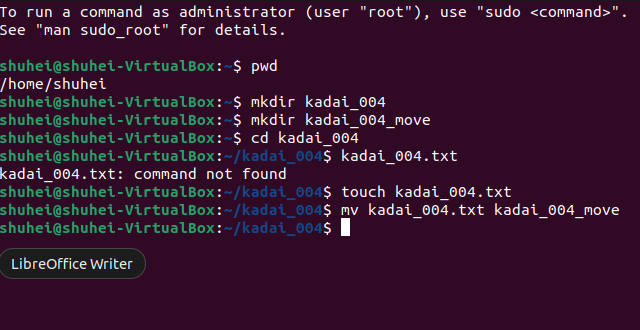 To run a command as administrator (user "root"), use "sudo <command>".
See "man sudo_root" for details.
shuhei@shuhei-VirtualBox:~$ pwd
/home/shuhei
shuhei@shuhei-VirtualBox:~$ mkdir kadai_004
shuhei@shuhei-VirtualBox:~$ mkdir kadai_004_move
shuhei@shuhei-VirtualBox:~$ cd kadai_004
shuhei@shuhei-VirtualBox:~/kadai_004$ kadai_004.txt
kadai_004.txt: command not found
shuhei@shuhei-VirtualBox:~/kadai_004$ touch kadai_004.txt
shuhei@shuhei-VirtualBox:~/kadai_004$ mv kadai_004.txt kadai_004_move
shuhei@shuhei-VirtualBox:~/kadai_004$
LibreOffice Writer